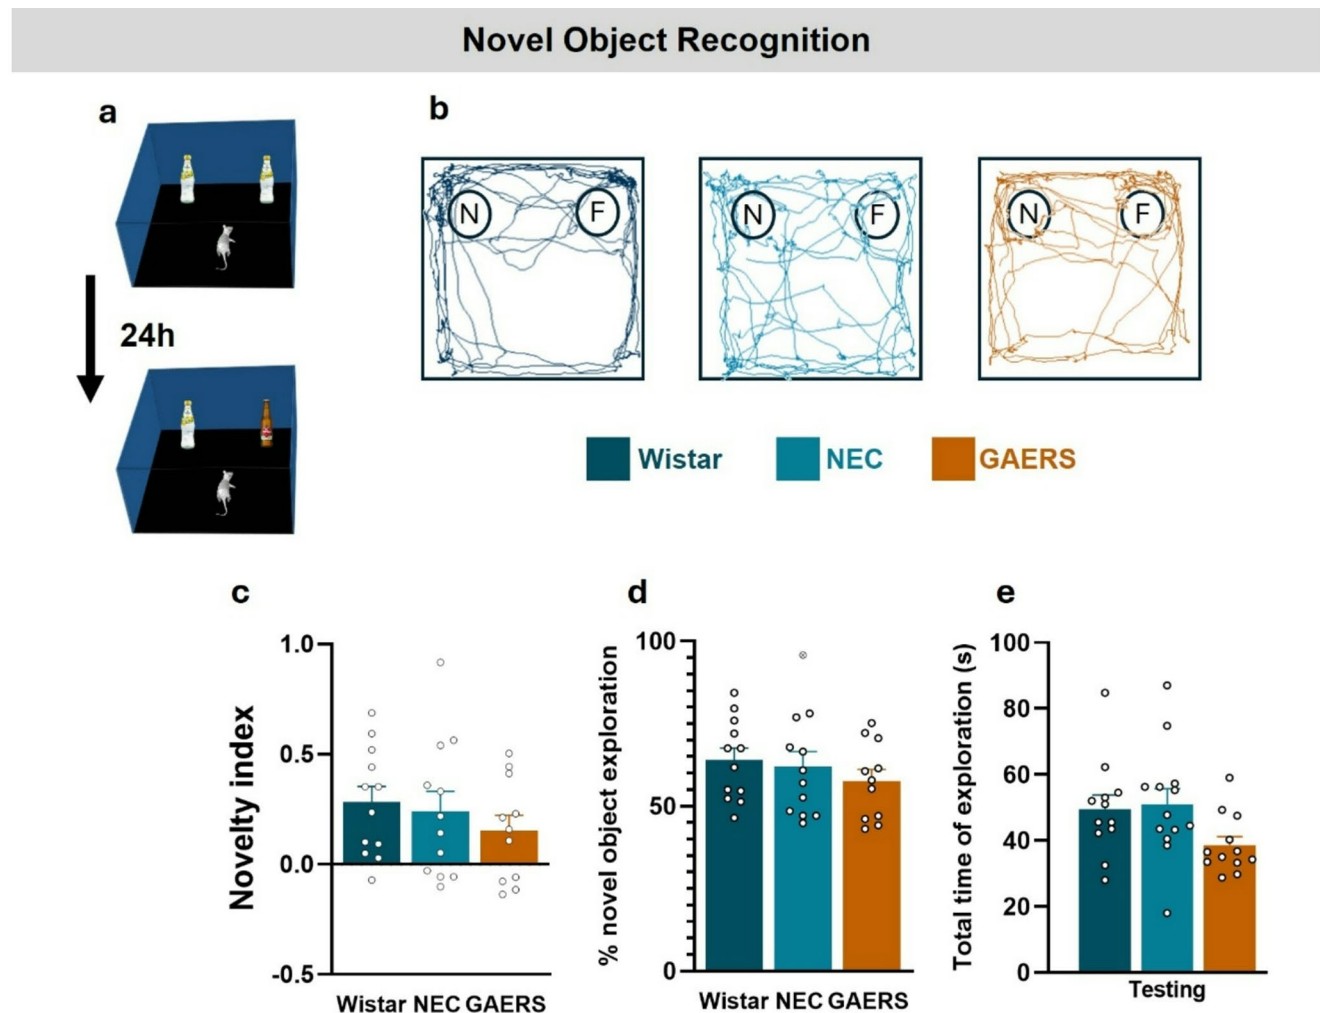 Novel Object Recognition
a
b
24h
N F
N F
N F
Wistar NEC GAERS
c
d
e
Novelty index
1.0
0.5
0.0
-0.5
Wistar NEC GAERS
% novel object exploration
100
50
0
Wistar NEC GAERS
Total time of exploration (s)
100
80
60
40
20
0
Testing